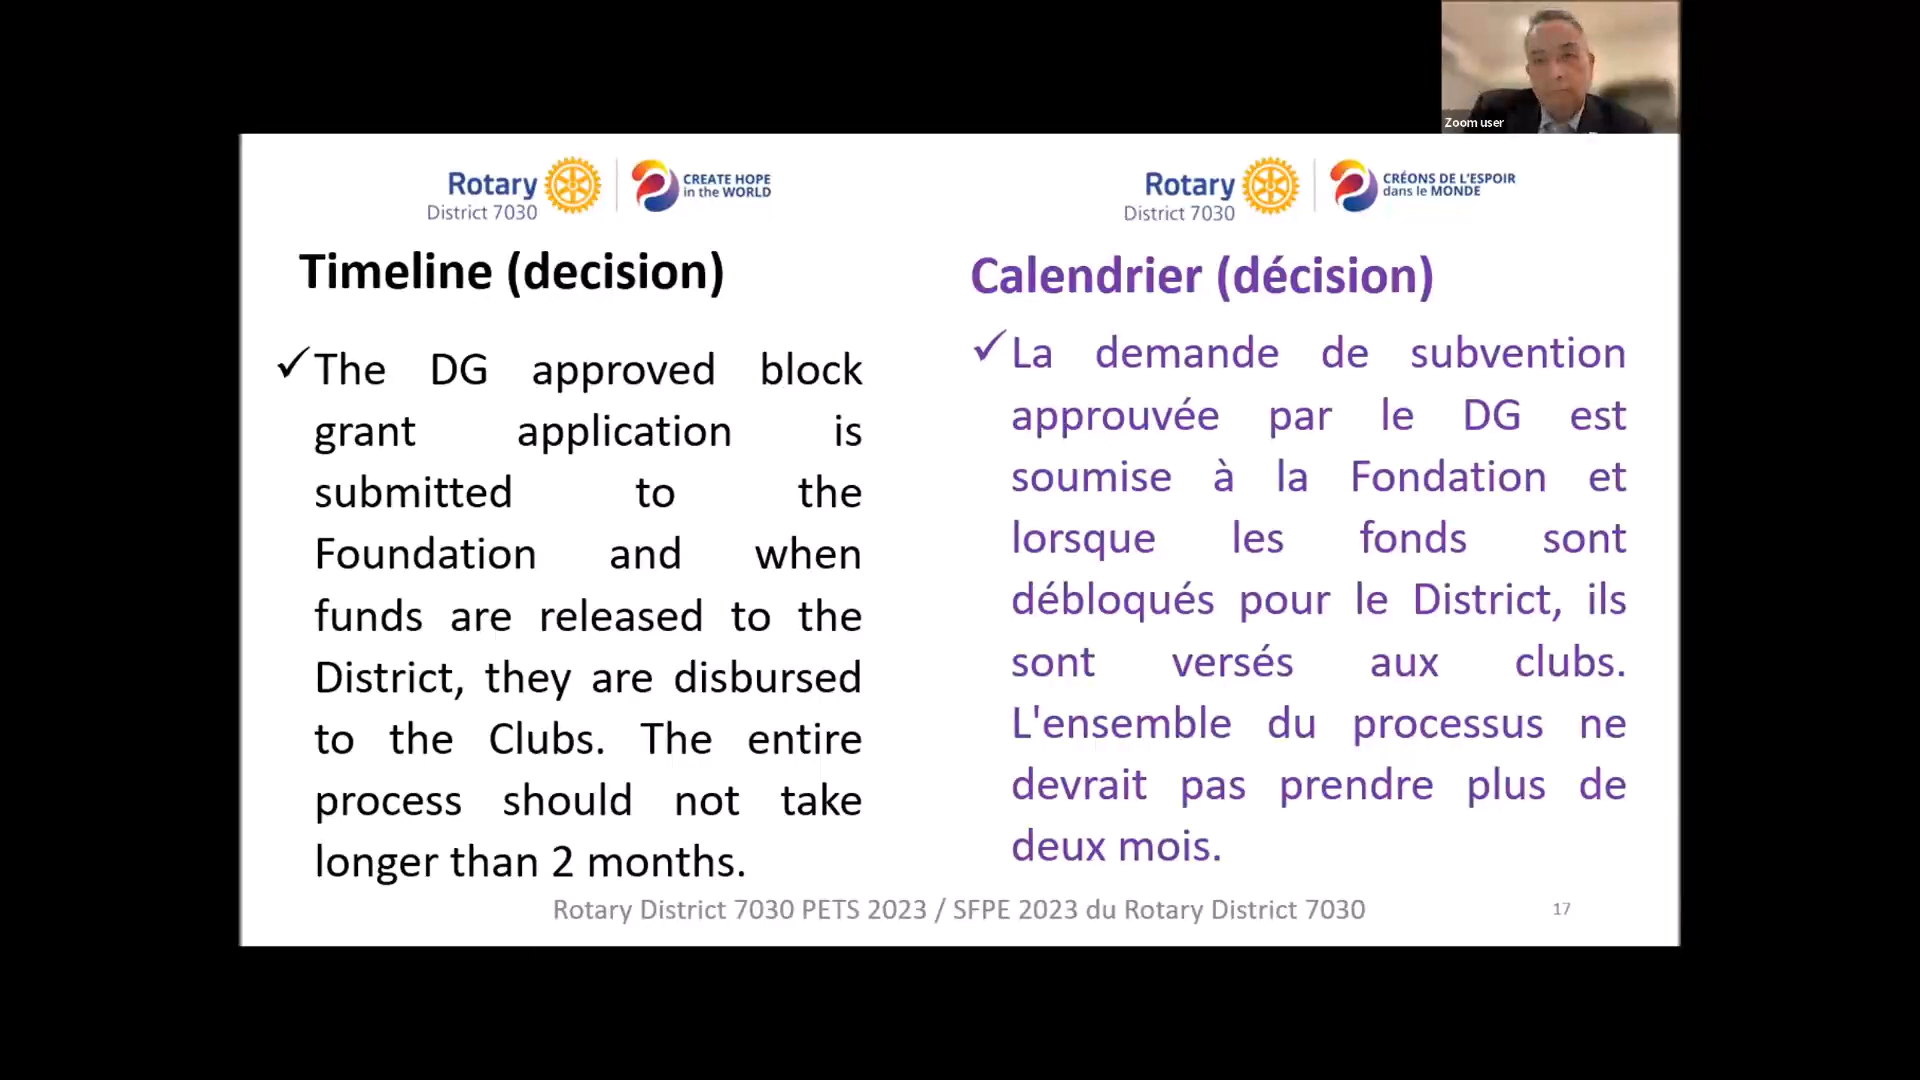 Zoom user
Rotary
District 7030
CREATE HOPE
in the WORLD
Rotary
District 7030
CRÉONS DE L'ESPOIR
dans le MONDE
Timeline (decision)
✓The DG approved block
grant application is
submitted to the
Foundation and when
funds are released to the
District, they are disbursed
to the Clubs. The entire
process should not take
longer than 2 months.
Calendrier (décision)
✓La demande de subvention
approuvée par le DG est
soumise à la Fondation et
lorsque les fonds sont
débloqués pour le District, ils
sont versés aux clubs.
L'ensemble du processus ne
devrait pas prendre plus de
deux mois.
Rotary District 7030 PETS 2023 / SFPE 2023 du Rotary District 7030
17